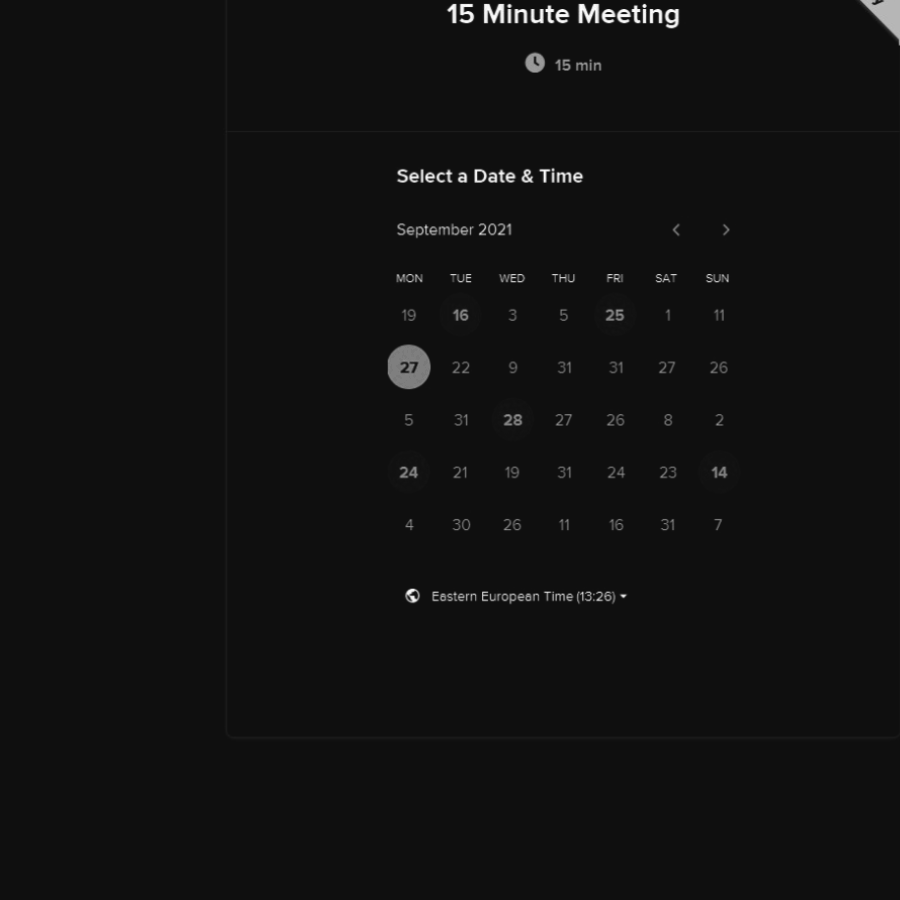 15 Minute Meeting
15 min
Select a Date & Time
September 2021
MON TUE WED THU FRI SAT SUN
19 16 3 5 25 1 11
27 22 9 31 31 27 26
5 31 28 27 26 8 2
24 21 19 31 24 23 14
4 30 26 11 16 31 7
Eastern European Time (13:26)